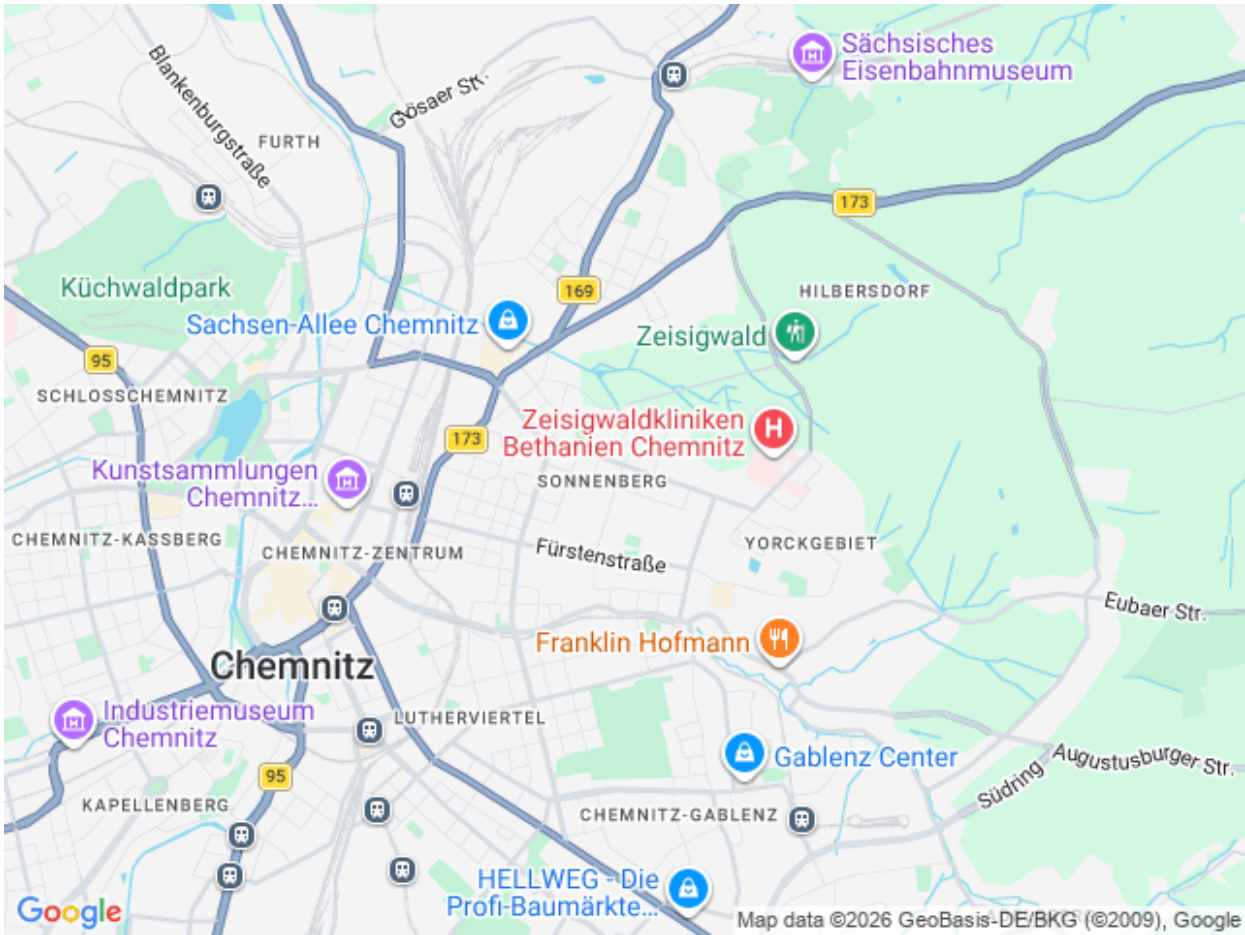 Sächsisches
Eisenbahnmuseum
Blankenburgstraße
Glösaer Str.
FURTH
173
Küchwaldpark
169
HILBERSDORF
Sachsen-Allee Chemnitz
Zeisigwald
95
SCHLOSSCHEMNITZ
Zeisigwaldkliniken
Bethanien Chemnitz
173
Kunstsammlungen
Chemnitz...
SONNENBERG
CHEMNITZ-KASSBERG
CHEMNITZ-ZENTRUM
Fürstenstraße
YORCKGEBIET
Eubaer Str.
Franklin Hofmann
Chemnitz
Industriemuseum
Chemnitz
LUTHERVIERTEL
Gablenz Center
Augustusburger Str.
95
Südring
KAPELLENBERG
CHEMNITZ-GABLENZ
HELLWEG - Die
Profi-Baumärkte...
Google
Map data ©2026 GeoBasis-DE/BKG (©2009), Google